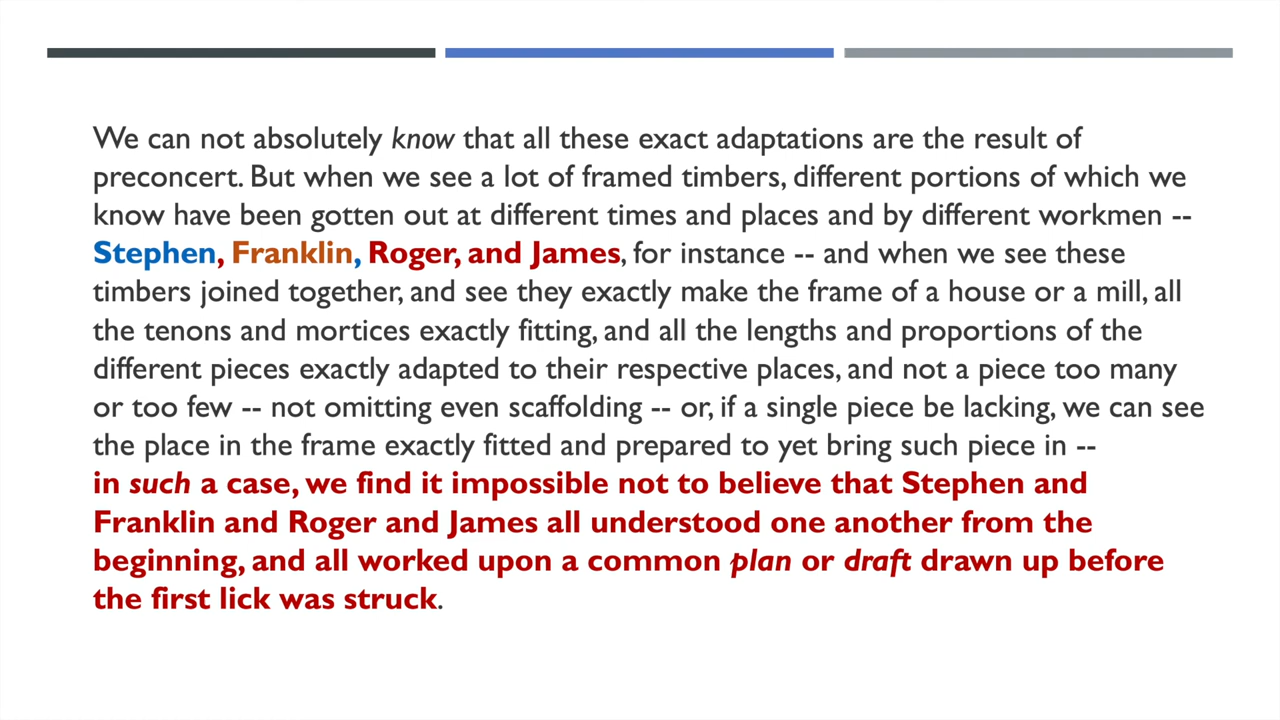 We can not absolutely know that all these exact adaptations are the result of
preconcert. But when we see a lot of framed timbers, different portions of which we
know have been gotten out at different times and places and by different workmen --
Stephen, Franklin, Roger, and James, for instance -- and when we see these
timbers joined together, and see they exactly make the frame of a house or a mill, all
the tenons and mortices exactly fitting, and all the lengths and proportions of the
different pieces exactly adapted to their respective places, and not a piece too many
or too few -- not omitting even scaffolding -- or, if a single piece be lacking, we can see
the place in the frame exactly fitted and prepared to yet bring such piece in --
in such a case, we find it impossible not to believe that Stephen and
Franklin and Roger and James all understood one another from the
beginning, and all worked upon a common plan or draft drawn up before
the first lick was struck.